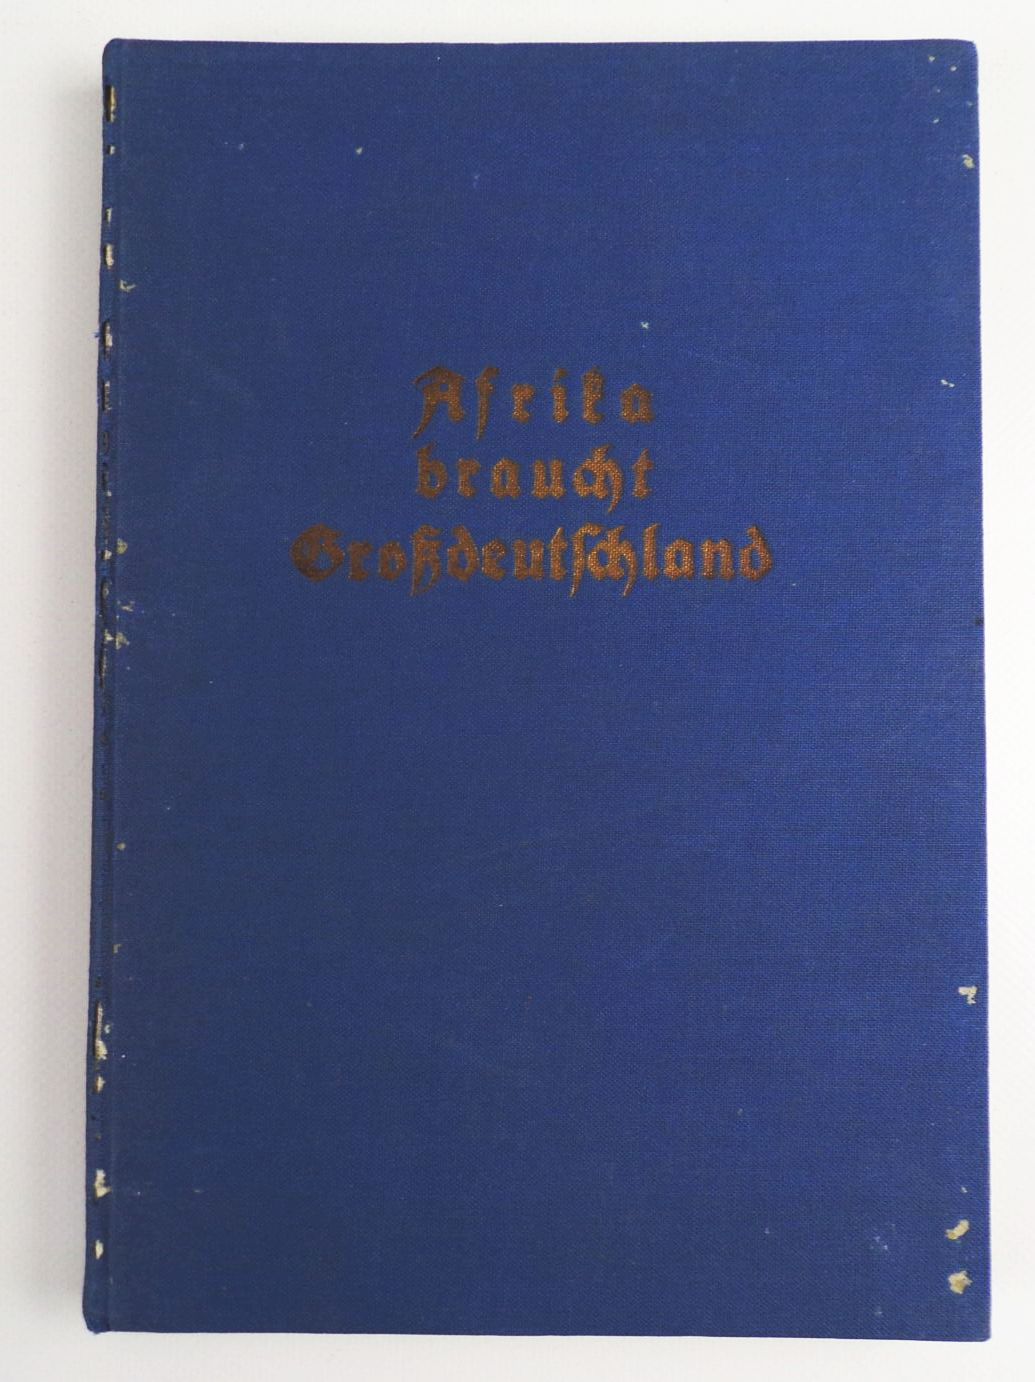 Afrika
braucht
Großdeutschland